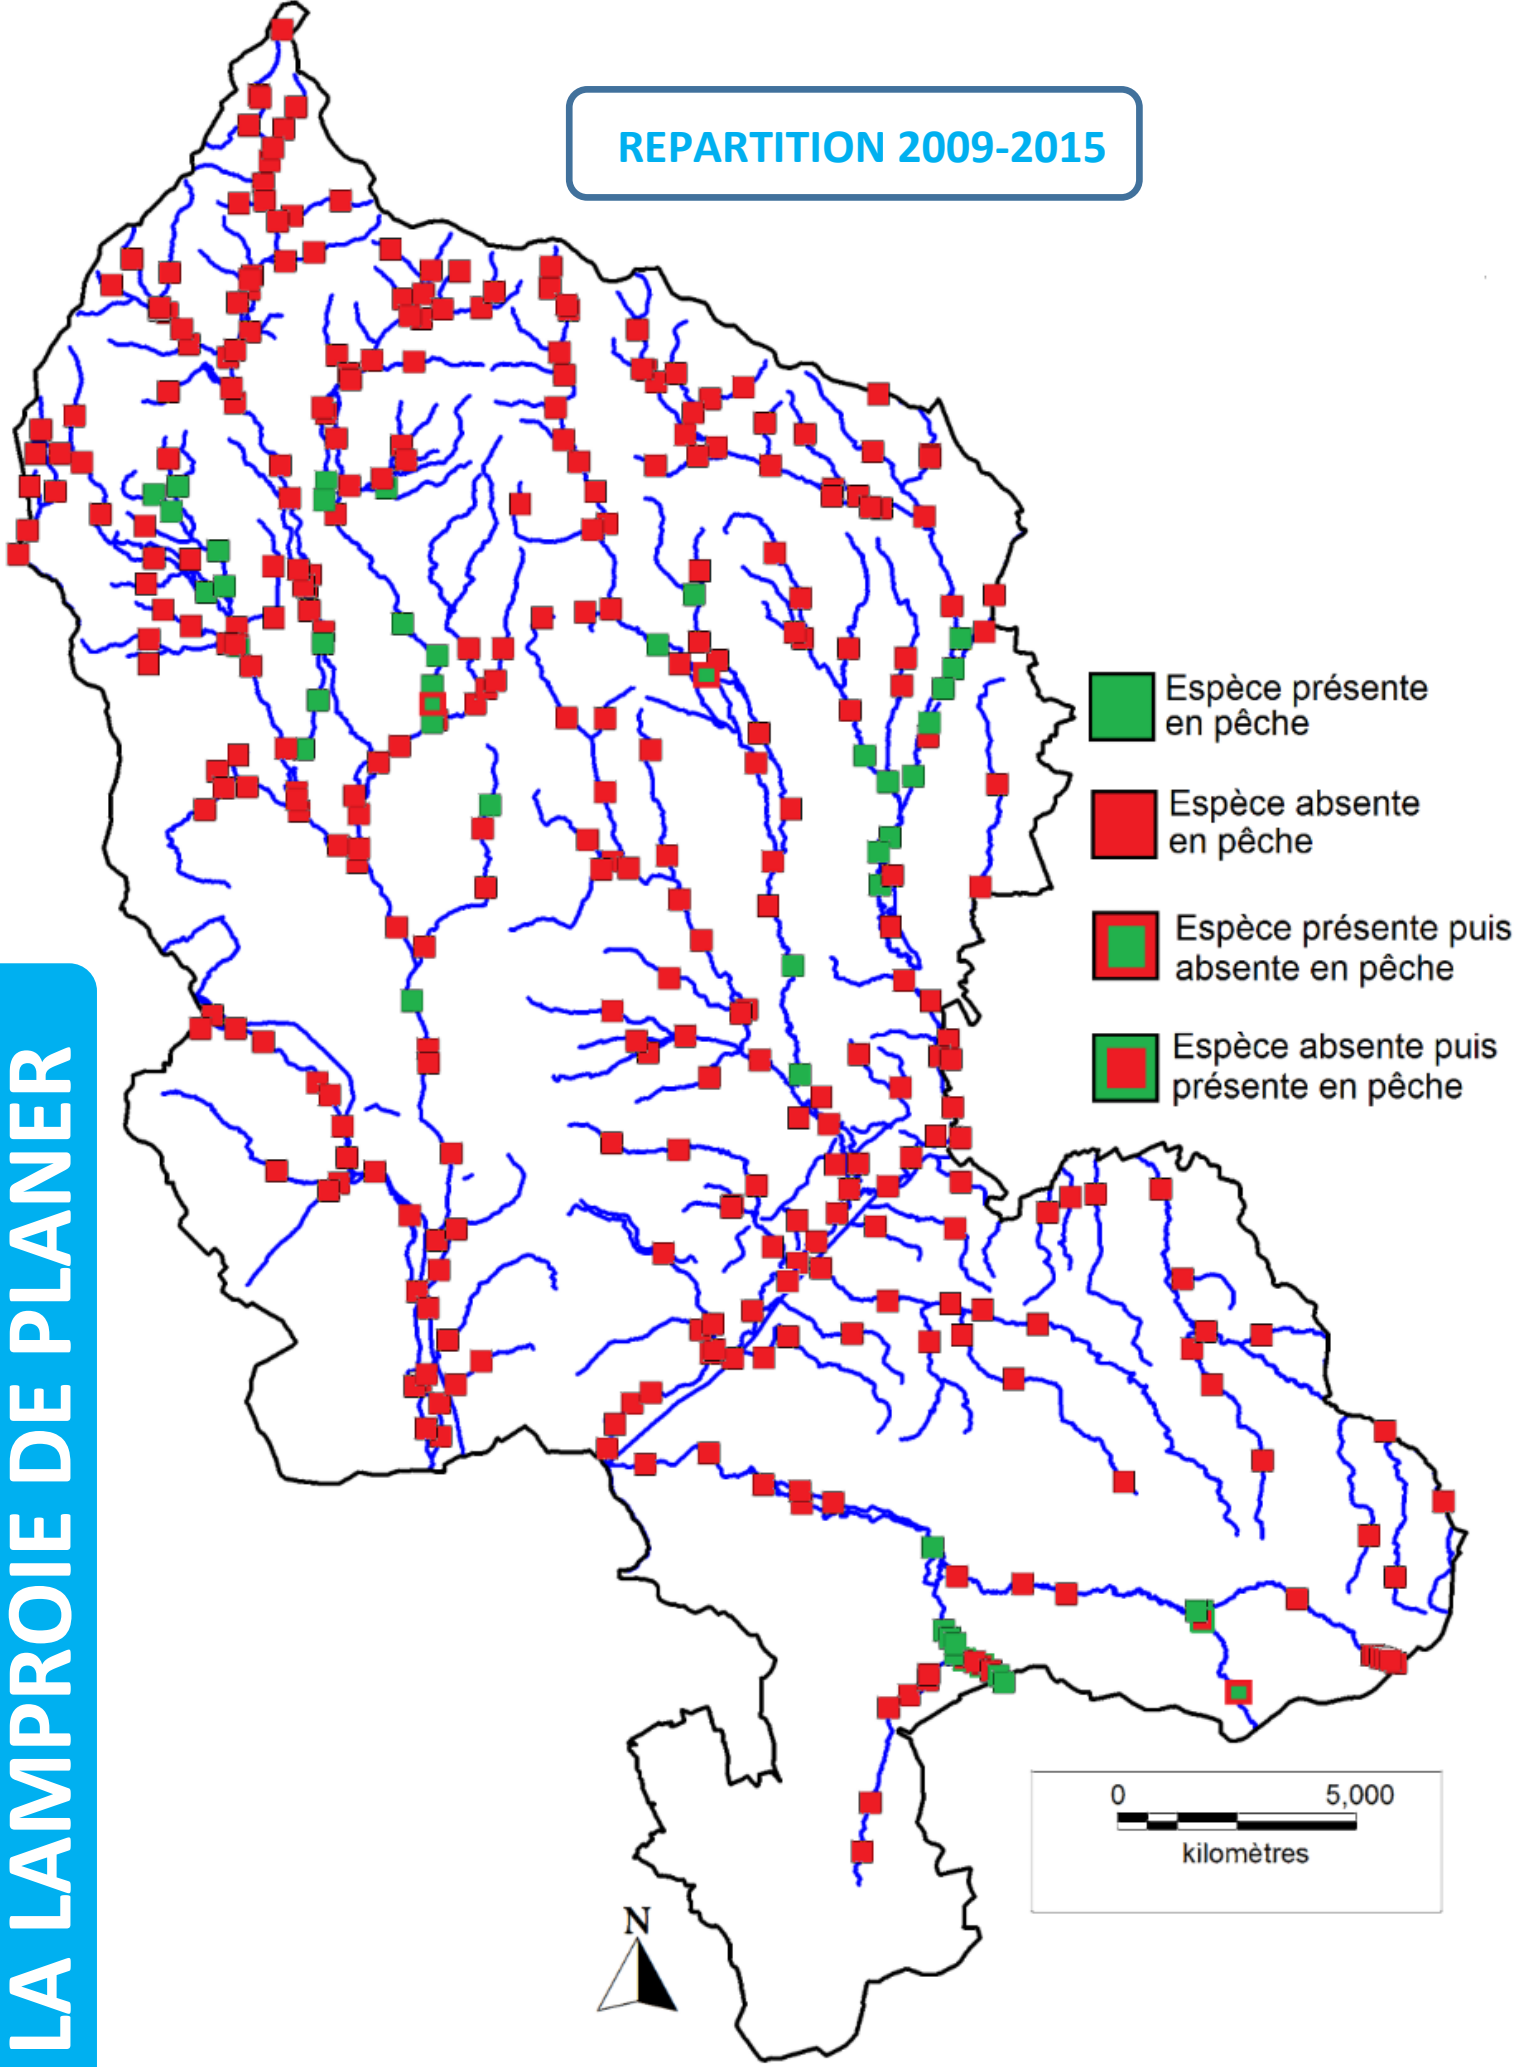 REPARTITION 2009-2015
Espèce présente
en pêche
Espèce absente
en pêche
Espèce présente puis
absente en pêche
Espèce absente puis
présente en pêche
LA LAMPROIE DE PLANER
0 5,000
kilomètres
N